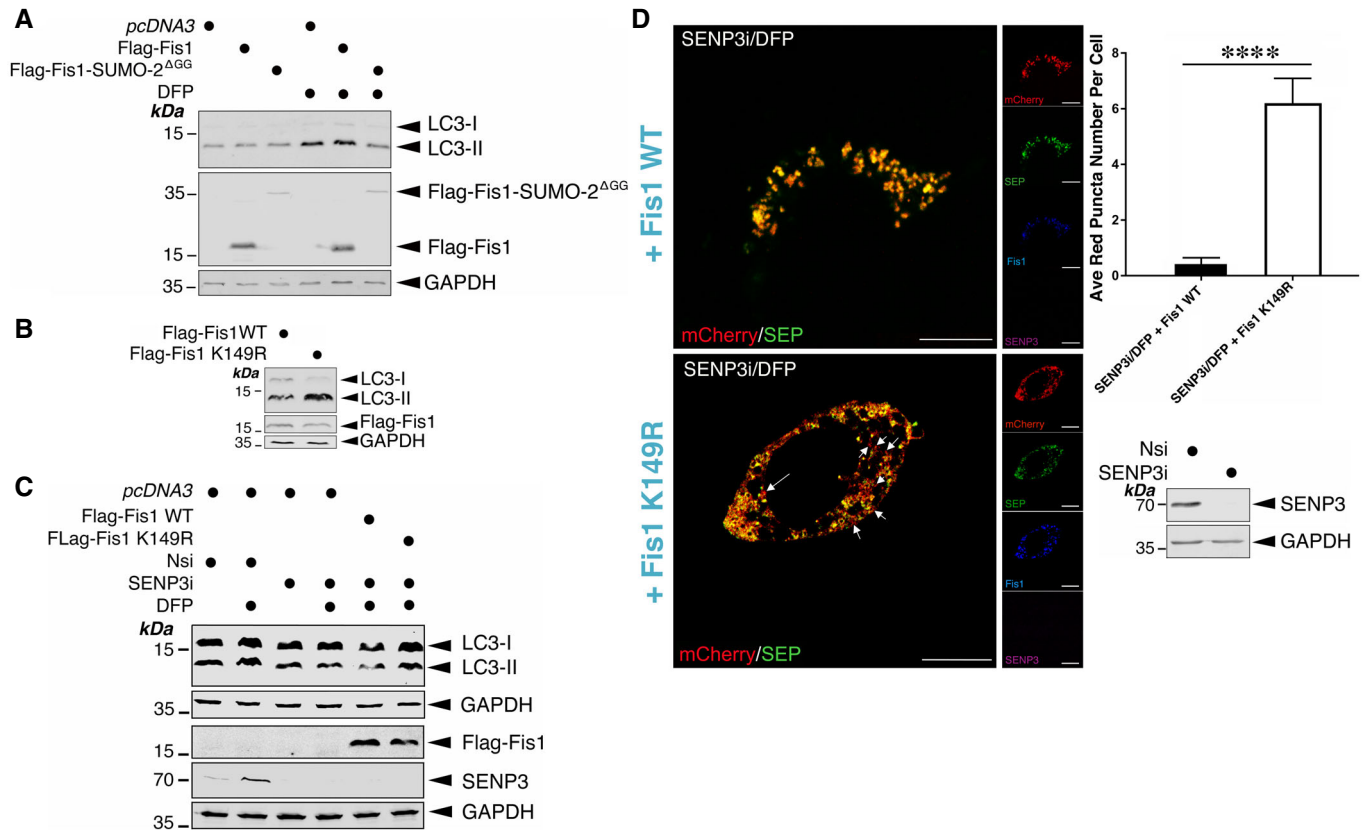 A
pcDNA3
Flag-Fis1
Flag-Fis1-SUMO-2ΔGG
DFP
kDa
15
LC3-I
LC3-II
35
Flag-Fis1-SUMO-2ΔGG
15
Flag-Fis1
35
GAPDH
B
Flag-Fis1WT
Flag-Fis1 K149R
kDa
15
LC3-I
LC3-II
15
Flag-Fis1
35
GAPDH
C
pcDNA3
Flag-Fis1 WT
FLag-Fis1 K149R
Nsi
SENP3i
DFP
kDa
15
LC3-I
LC3-II
35
GAPDH
15
Flag-Fis1
70
SENP3
35
GAPDH
D
+ Fis1 WT
SENP3i/DFP
mCherry/SEP
mCherry
SEP
Fis1
SENP3
+ Fis1 K149R
SENP3i/DFP
mCherry/SEP
mCherry
SEP
Fis1
SENP3
Ave Red Puncta Number Per Cell
8
6
4
2
0
****
SENP3i/DFP + Fis1 WT
SENP3i/DFP + Fis1 K149R
Nsi
SENP3i
kDa
70
SENP3
35
GAPDH